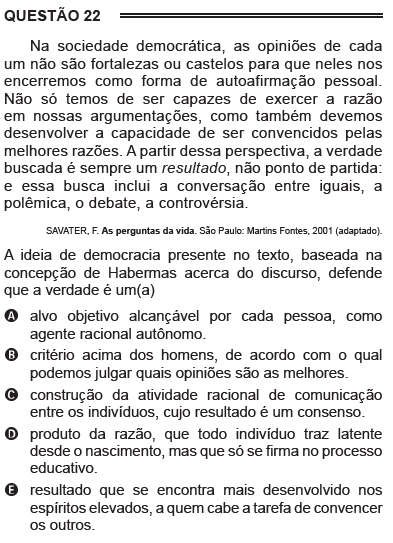 QUESTÃO 22
Na sociedade democrática, as opiniões de cada
um não são fortalezas ou castelos para que neles nos
encerremos como forma de autoafirmação pessoal.
Não só temos de ser capazes de exercer a razão
em nossas argumentações, como também devemos
desenvolver a capacidade de ser convencidos pelas
melhores razões. A partir dessa perspectiva, a verdade
buscada é sempre um resultado, não ponto de partida:
e essa busca inclui a conversação entre iguais, a
polêmica, o debate, a controvérsia.
SAVATER, F. As perguntas da vida. São Paulo: Martins Fontes, 2001 (adaptado).
A ideia de democracia presente no texto, baseada na
concepção de Habermas acerca do discurso, defende
que a verdade é um(a)
A alvo objetivo alcançável por cada pessoa, como
agente racional autônomo.
B critério acima dos homens, de acordo com o qual
podemos julgar quais opiniões são as melhores.
C construção da atividade racional de comunicação
entre os indivíduos, cujo resultado é um consenso.
D produto da razão, que todo indivíduo traz latente
desde o nascimento, mas que só se firma no processo
educativo.
E resultado que se encontra mais desenvolvido nos
espíritos elevados, a quem cabe a tarefa de convencer
os outros.